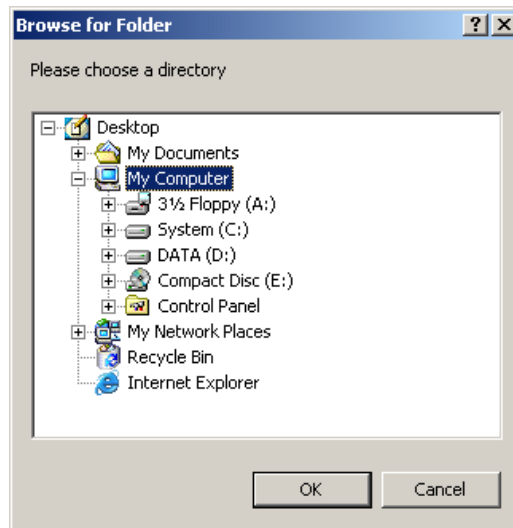 Browse for Folder
Please choose a directory
Desktop
My Documents
My Computer
3½ Floppy (A:)
System (C:)
DATA (D:)
Compact Disc (E:)
Control Panel
My Network Places
Recycle Bin
Internet Explorer
OK Cancel